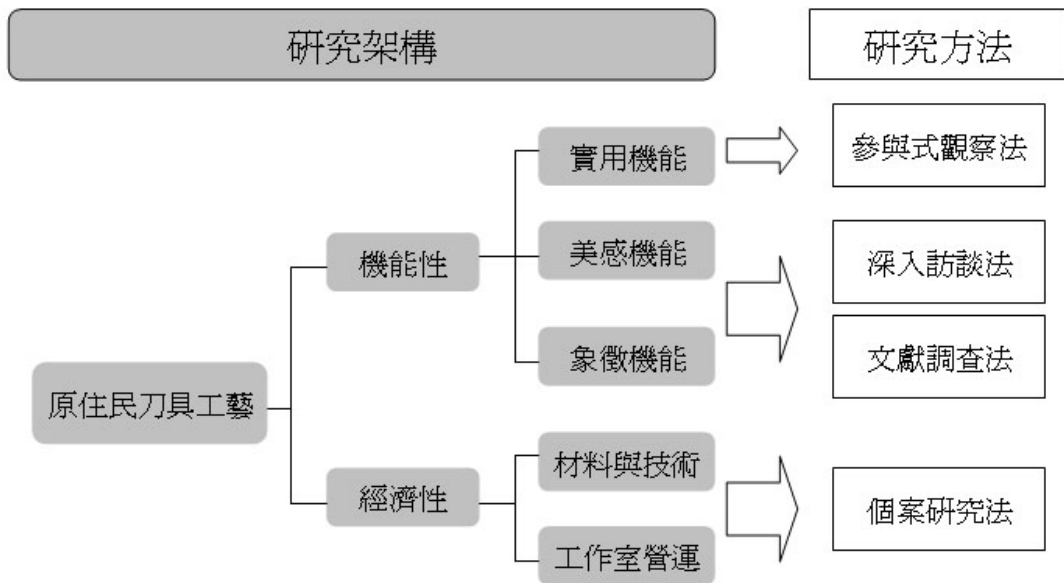 研究架構
研究方法
實用機能
參與式觀察法
機能性
美感機能
深入訪談法
象徵機能
文獻調查法
原住民刀具工藝
材料與技術
經濟性
個案研究法
工作室營運